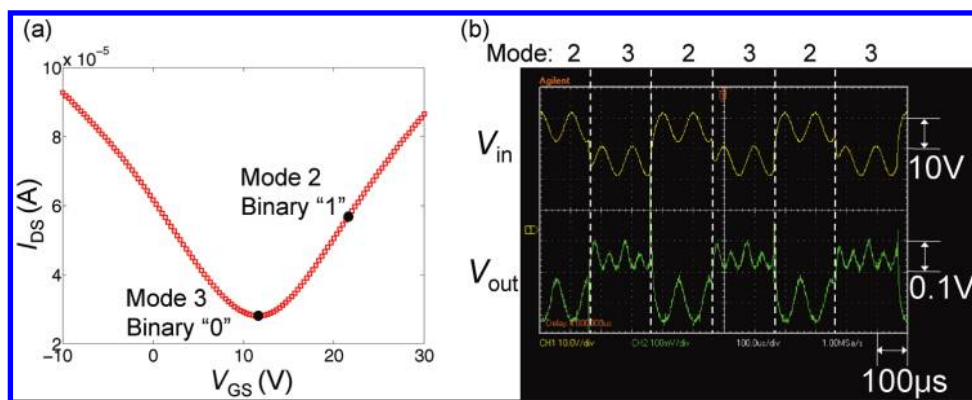 (a)
× 10⁻⁵
10
8
6
4
2
−10
0
10
20
30
I_DS (A)
V_GS (V)
Mode 2
Binary “1”
Mode 3
Binary “0”
(b)
Mode: 2 3 2 3 2 3
Agilent
V_in
10V
V_out
0.1V
CH1 10.0V/div
CH2 100mV/div
100.0us/div
1.00MSa/s
100µs